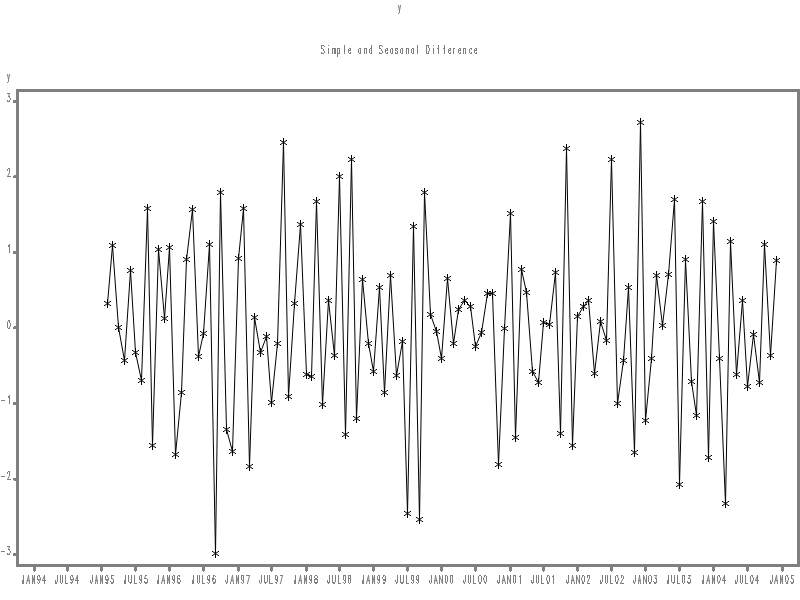 y
Simple and Seasonal Difference
y
3
2
1
0
-1
-2
-3
JAN94 JUL94 JAN95 JUL95 JAN96 JUL96 JAN97 JUL97 JAN98 JUL98 JAN99 JUL99 JAN00 JUL00 JAN01 JUL01 JAN02 JUL02 JAN03 JUL03 JAN04 JUL04 JAN05